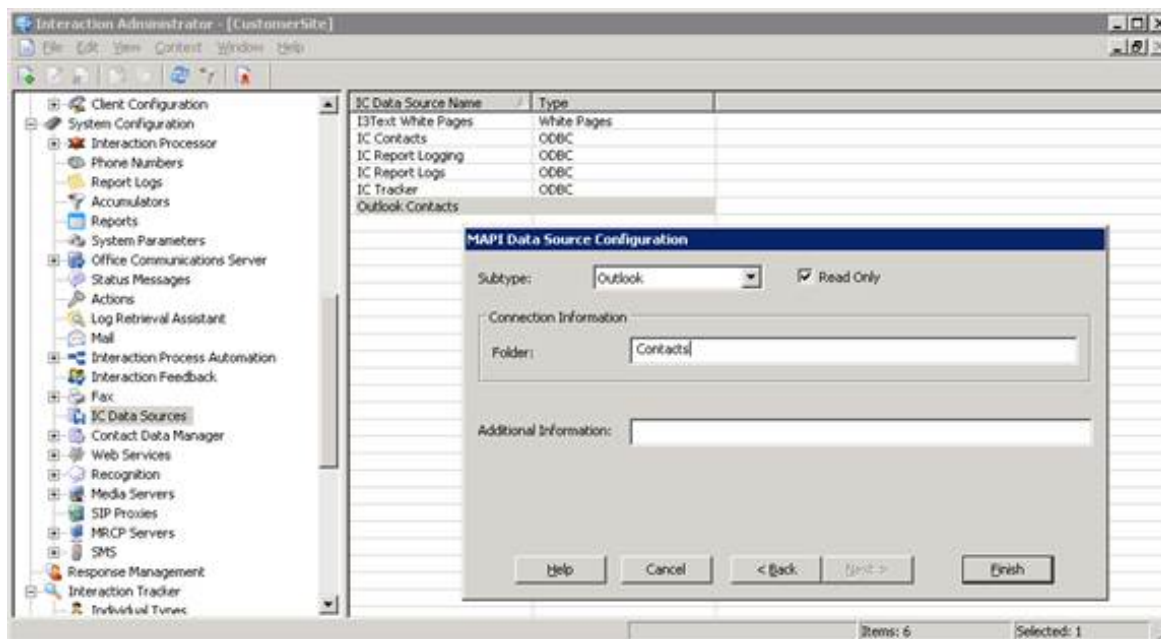 Interaction Administrator - [CustomerSite]
File Edit View Context Window Help
Client Configuration
System Configuration
Interaction Processor
Phone Numbers
Report Logs
Accumulators
Reports
System Parameters
Office Communications Server
Status Messages
Actions
Log Retrieval Assistant
Mail
Interaction Process Automation
Interaction Feedback
Fax
IC Data Sources
Contact Data Manager
Web Services
Recognition
Media Servers
SIP Proxies
MRCP Servers
SMS
Response Management
Interaction Tracker
Individual Types
IC Data Source Name Type
I3Text White Pages White Pages
IC Contacts ODBC
IC Report Logging ODBC
IC Report Logs ODBC
IC Tracker ODBC
Outlook Contacts
MAPI Data Source Configuration
Subtype: Outlook Read Only
Connection Information
Folder: Contacts
Additional Information:
Help Cancel < Back Next > Finish
Items: 6 Selected: 1